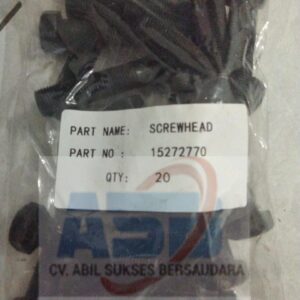 PART NAME: SCREWHEAD
PART NO : 15272770
QTY: 20
CV. ABIL SUKSES BERSAUDARA